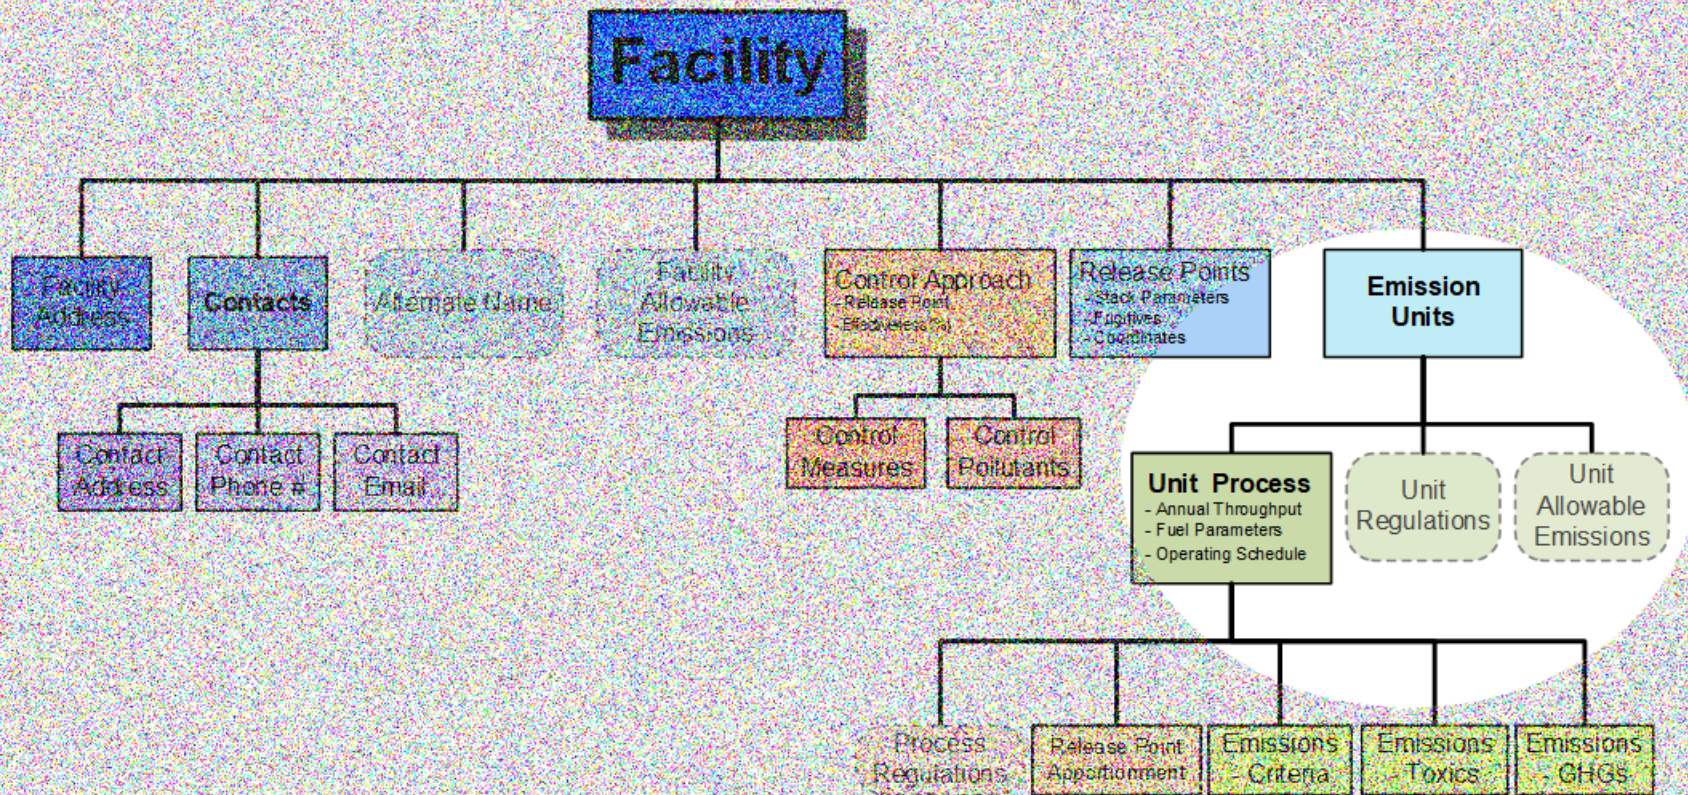 Facility
Facility
Address
Contacts
Alternate Name
Facility
Allowable
Emissions
Control Approach
- Release Point
- Effectiveness (%)
Release Points
- Stack Parameters
- Fugitives
- Coordinates
Emission
Units
Contact
Address
Contact
Phone #
Contact
Email
Control
Measures
Control
Pollutants
Unit Process
- Annual Throughput
- Fuel Parameters
- Operating Schedule
Unit
Regulations
Unit
Allowable
Emissions
Process
Regulations
Release Point
Apportionment
Emissions
- Criteria
Emissions
- Toxics
Emissions
- GHGs